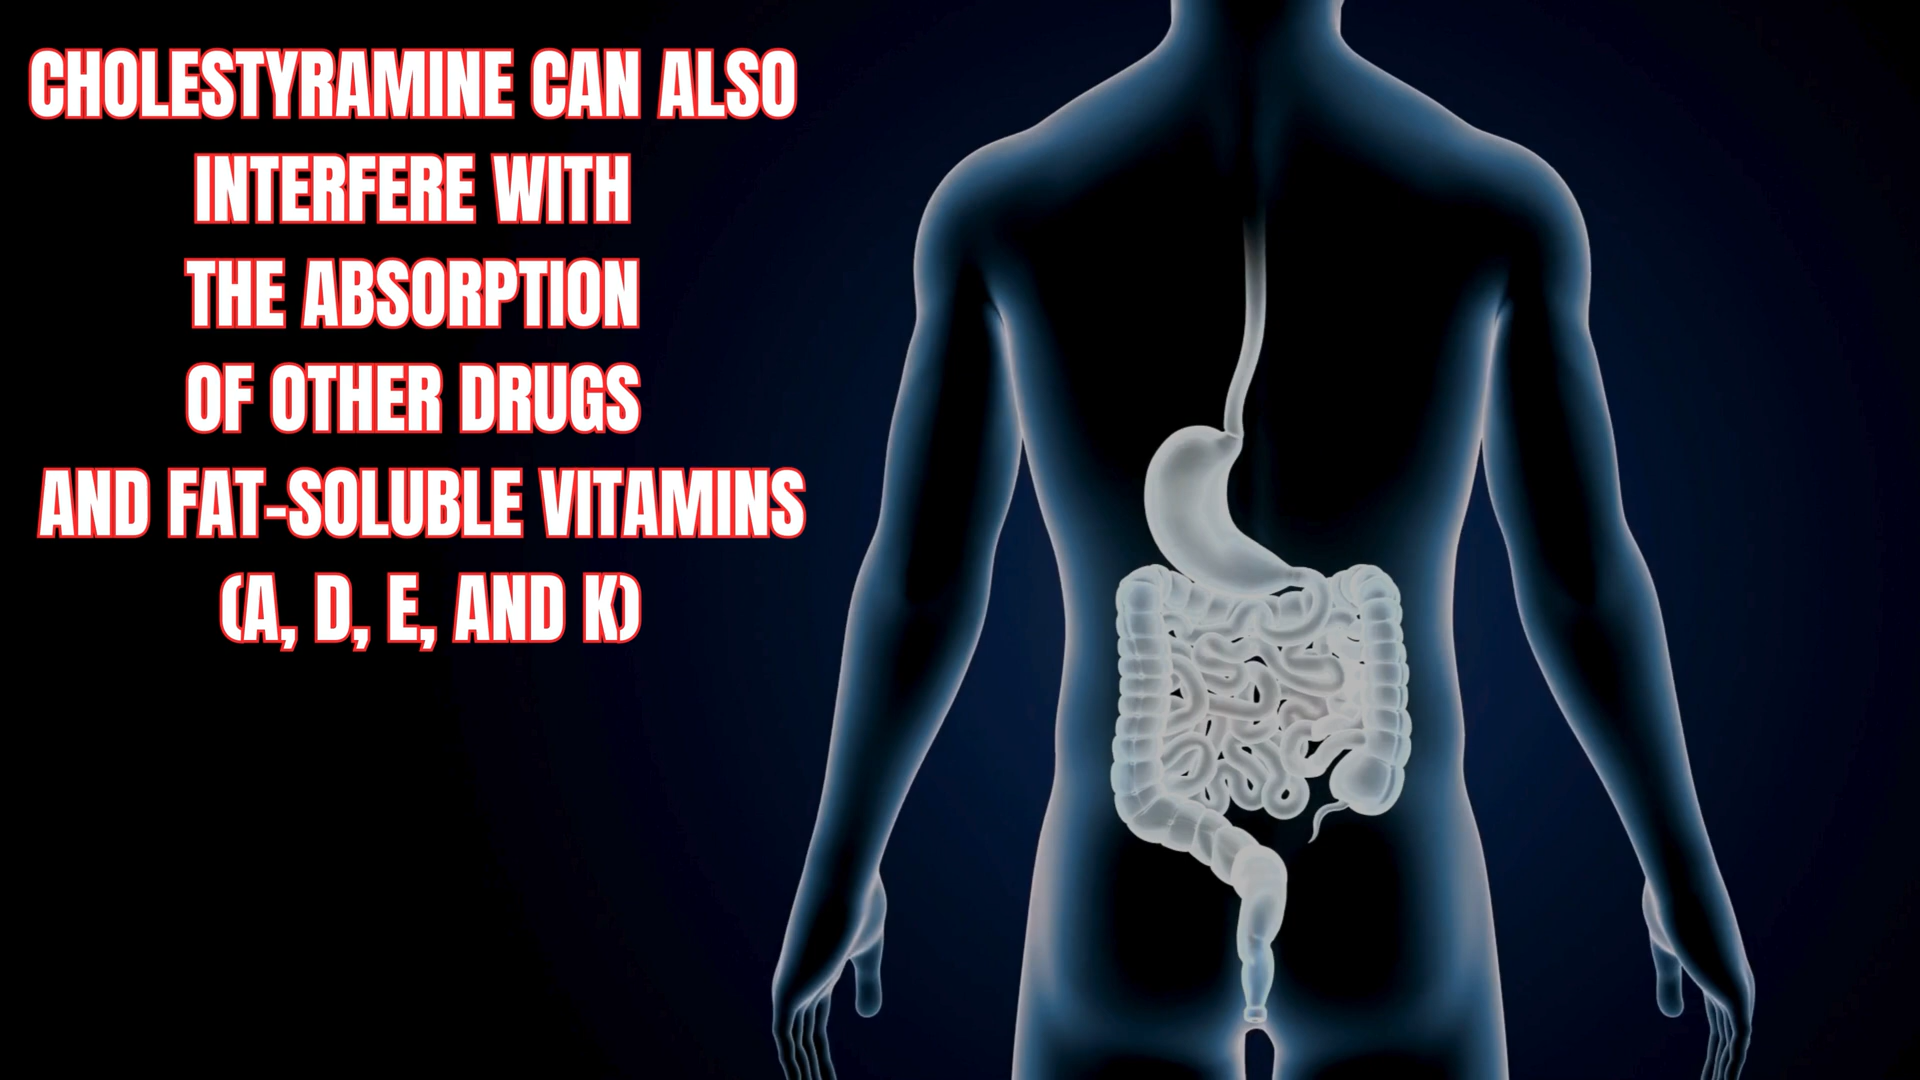 CHOLESTYRAMINE CAN ALSO
INTERFERE WITH
THE ABSORPTION
OF OTHER DRUGS
AND FAT-SOLUBLE VITAMINS
(A, D, E, AND K)